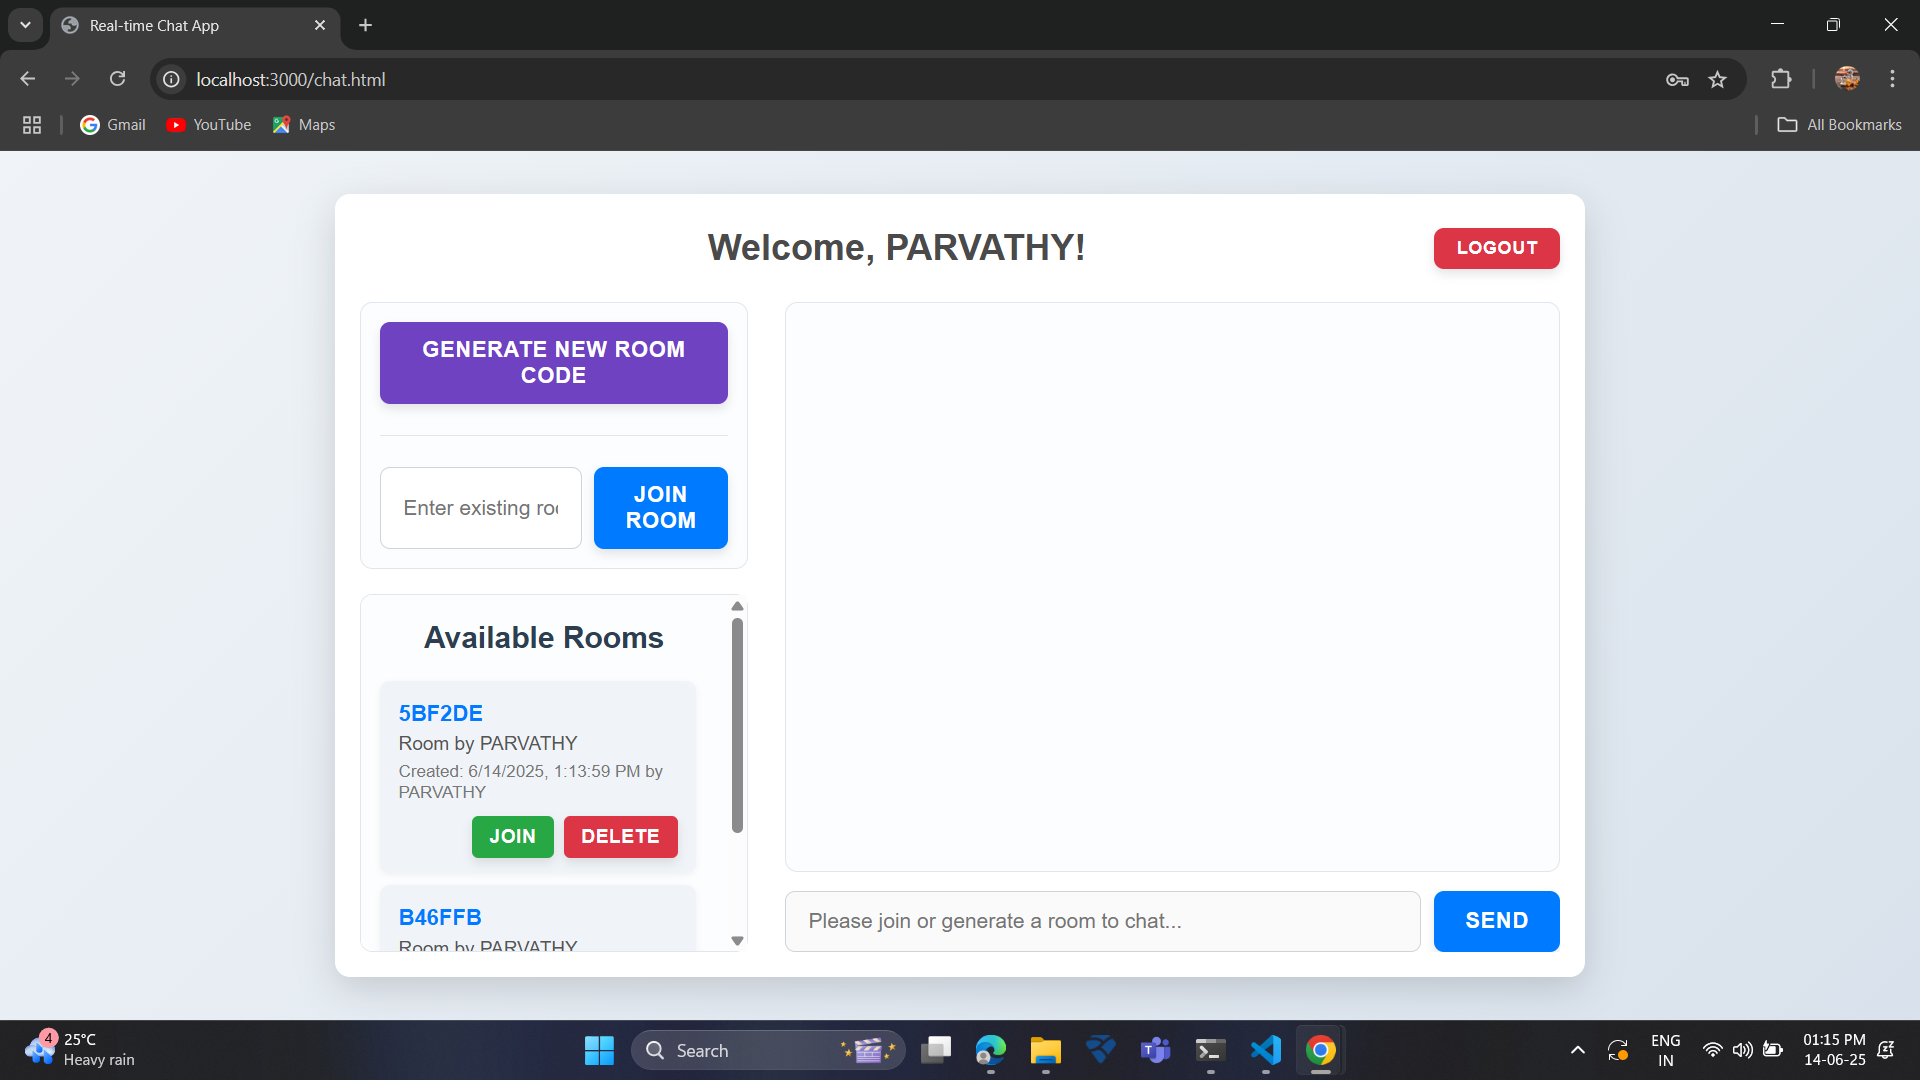 Real-time Chat App
localhost:3000/chat.html
Gmail
YouTube
Maps
All Bookmarks
Welcome, PARVATHY!
LOGOUT
GENERATE NEW ROOM
CODE
Enter existing roo
JOIN
ROOM
Available Rooms
5BF2DE
Room by PARVATHY
Created: 6/14/2025, 1:13:59 PM by
PARVATHY
JOIN
DELETE
B46FFB
Room by PARVATHY
Please join or generate a room to chat...
SEND
4
25°C
Heavy rain
Search
ENG
IN
01:15 PM
14-06-25